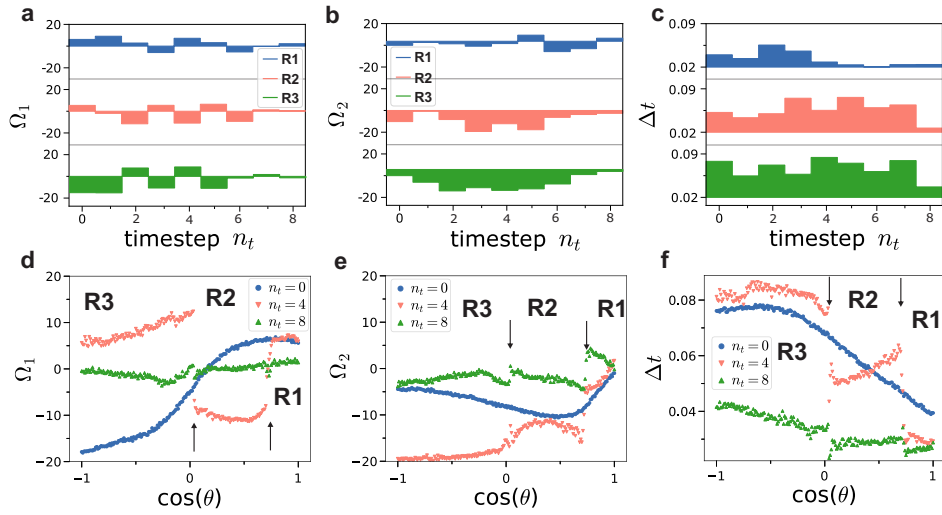 a
20
-20
20
-20
20
-20
Ω₁
R1
R2
R3
0 2 4 6 8
timestep nₜ
b
20
-20
20
-20
20
-20
Ω₂
R1
R2
R3
0 2 4 6 8
timestep nₜ
c
0.09
0.02
0.09
0.02
0.09
0.02
Δt
0 2 4 6 8
timestep nₜ
d
20
10
0
−10
−20
Ω₁
R3
R2
R1
nₜ = 0
nₜ = 4
nₜ = 8
−1 0 1
cos(θ)
e
20
10
0
−10
20
Ω₂
nₜ = 0
nₜ = 4
nₜ = 8
R3
R2
R1
−1 0 1
cos(θ)
f
0.08
0.06
0.04
Δt
R2
R1
R3
nₜ = 0
nₜ = 4
nₜ = 8
−1 0 1
cos(θ)